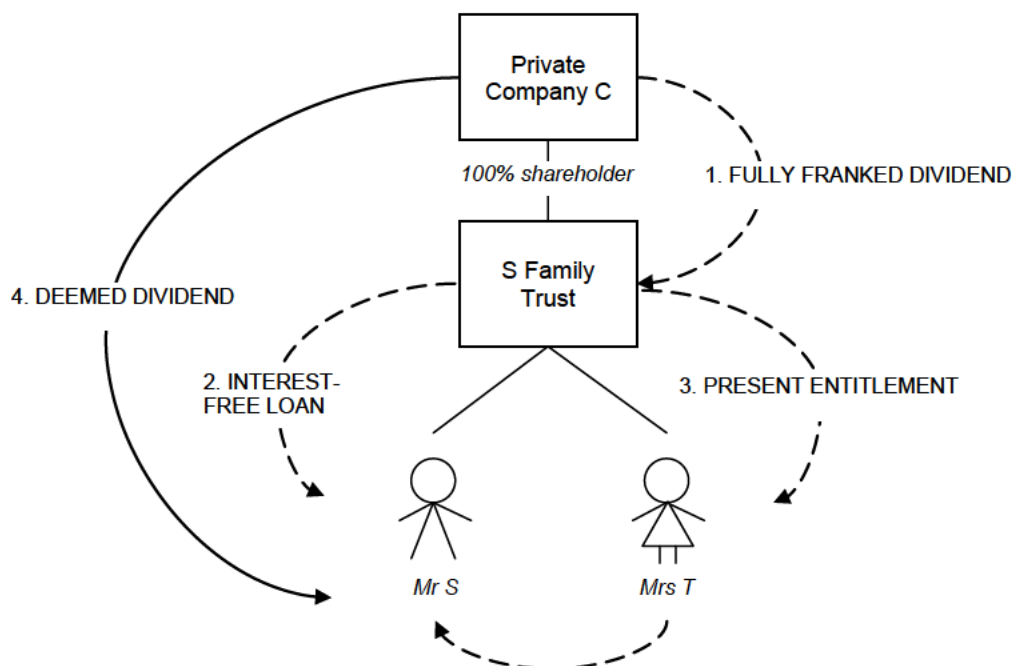 Private
Company C
100% shareholder
1. FULLY FRANKED DIVIDEND
S Family
Trust
4. DEEMED DIVIDEND
2. INTEREST-
FREE LOAN
3. PRESENT ENTITLEMENT
Mr S
Mrs T